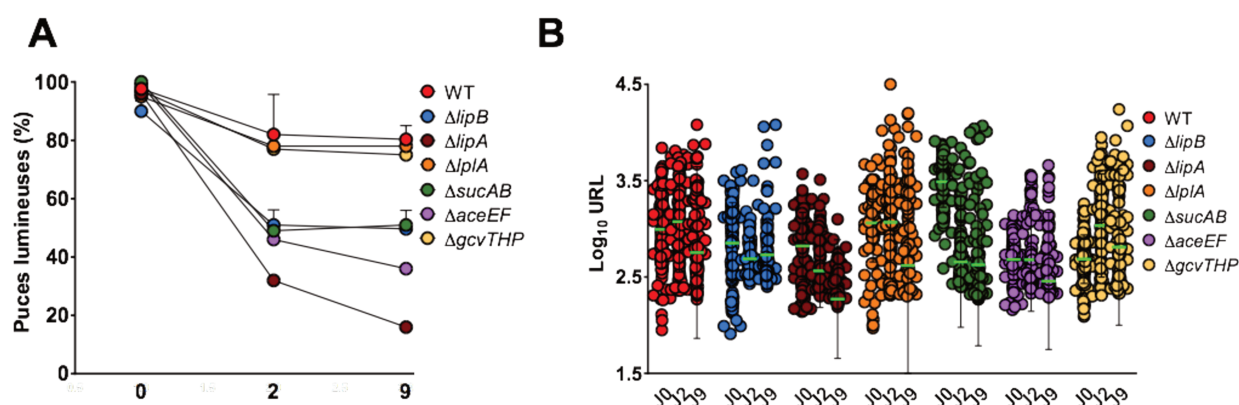 A
B
Puces lumineuses (%)
100
80
60
40
20
0
0
2
9
WT
ΔlipB
ΔlipA
ΔlplA
ΔsucAB
ΔaceEF
ΔgcvTHP
Log10 URL
4.5
3.5
2.5
1.5
J0 J2 J9 J0 J2 J9 J0 J2 J9 J0 J2 J9 J0 J2 J9 J0 J2 J9 J0 J2 J9
WT
ΔlipB
ΔlipA
ΔlplA
ΔsucAB
ΔaceEF
ΔgcvTHP